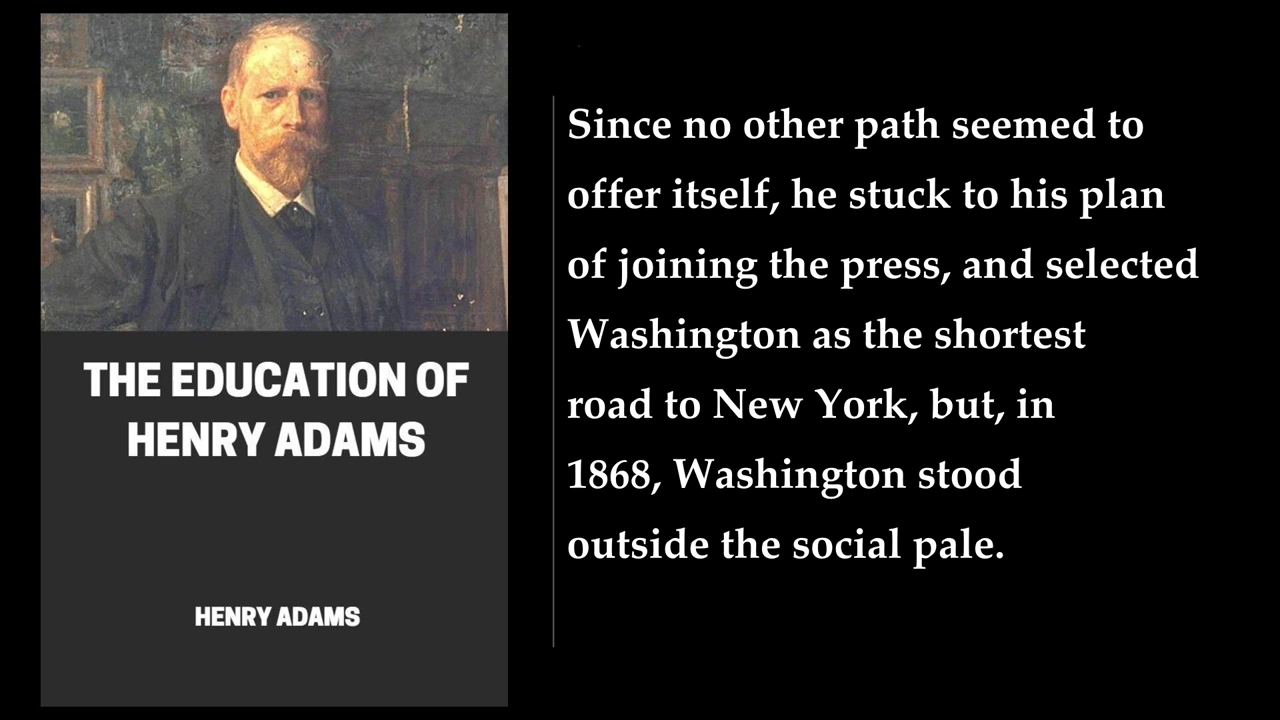 THE EDUCATION OF
HENRY ADAMS
HENRY ADAMS
Since no other path seemed to
offer itself, he stuck to his plan
of joining the press, and selected
Washington as the shortest
road to New York, but, in
1868, Washington stood
outside the social pale.